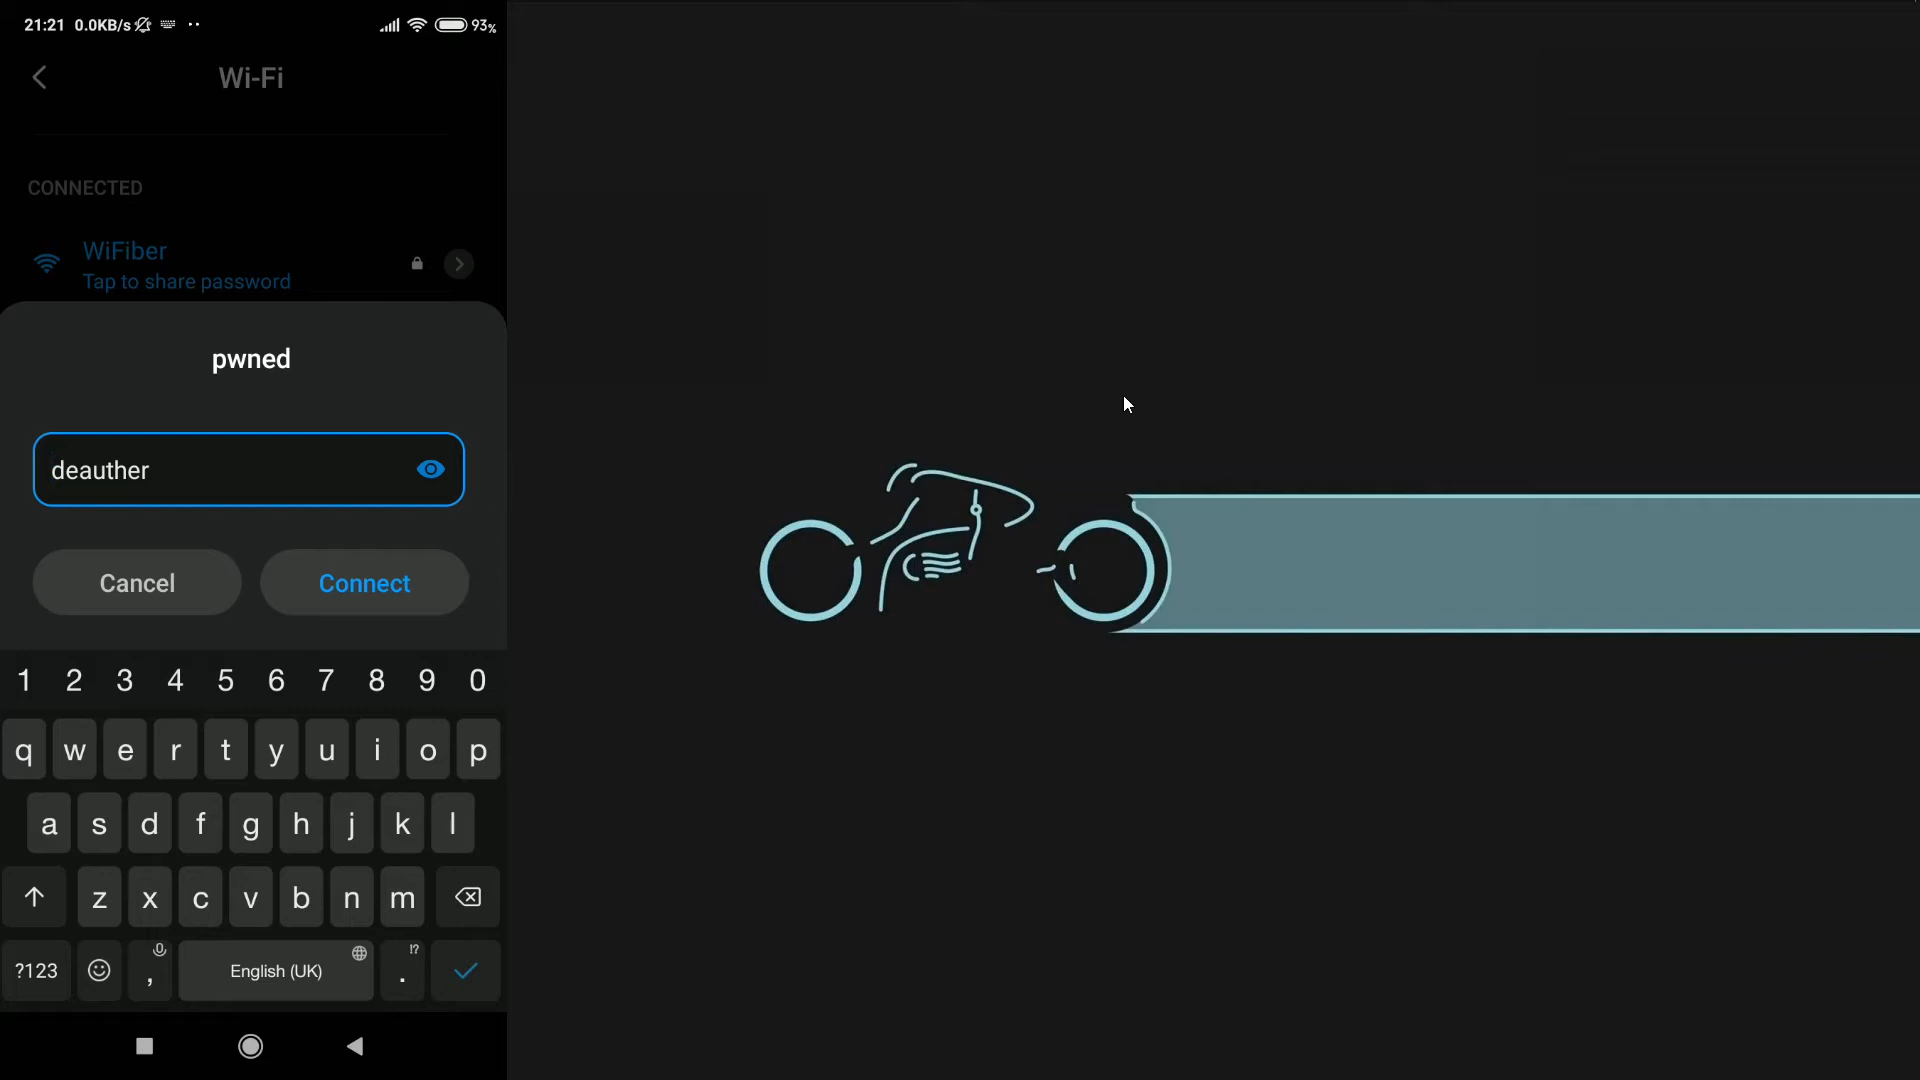 21:21 0.0KB/s 93%
Wi-Fi
CONNECTED
WiFiber
Tap to share password
pwned
deauther
Cancel Connect
1 2 3 4 5 6 7 8 9 0
q w e r t y u i o p
a s d f g h j k l
z x c v b n m
?123 , English (UK) !? .